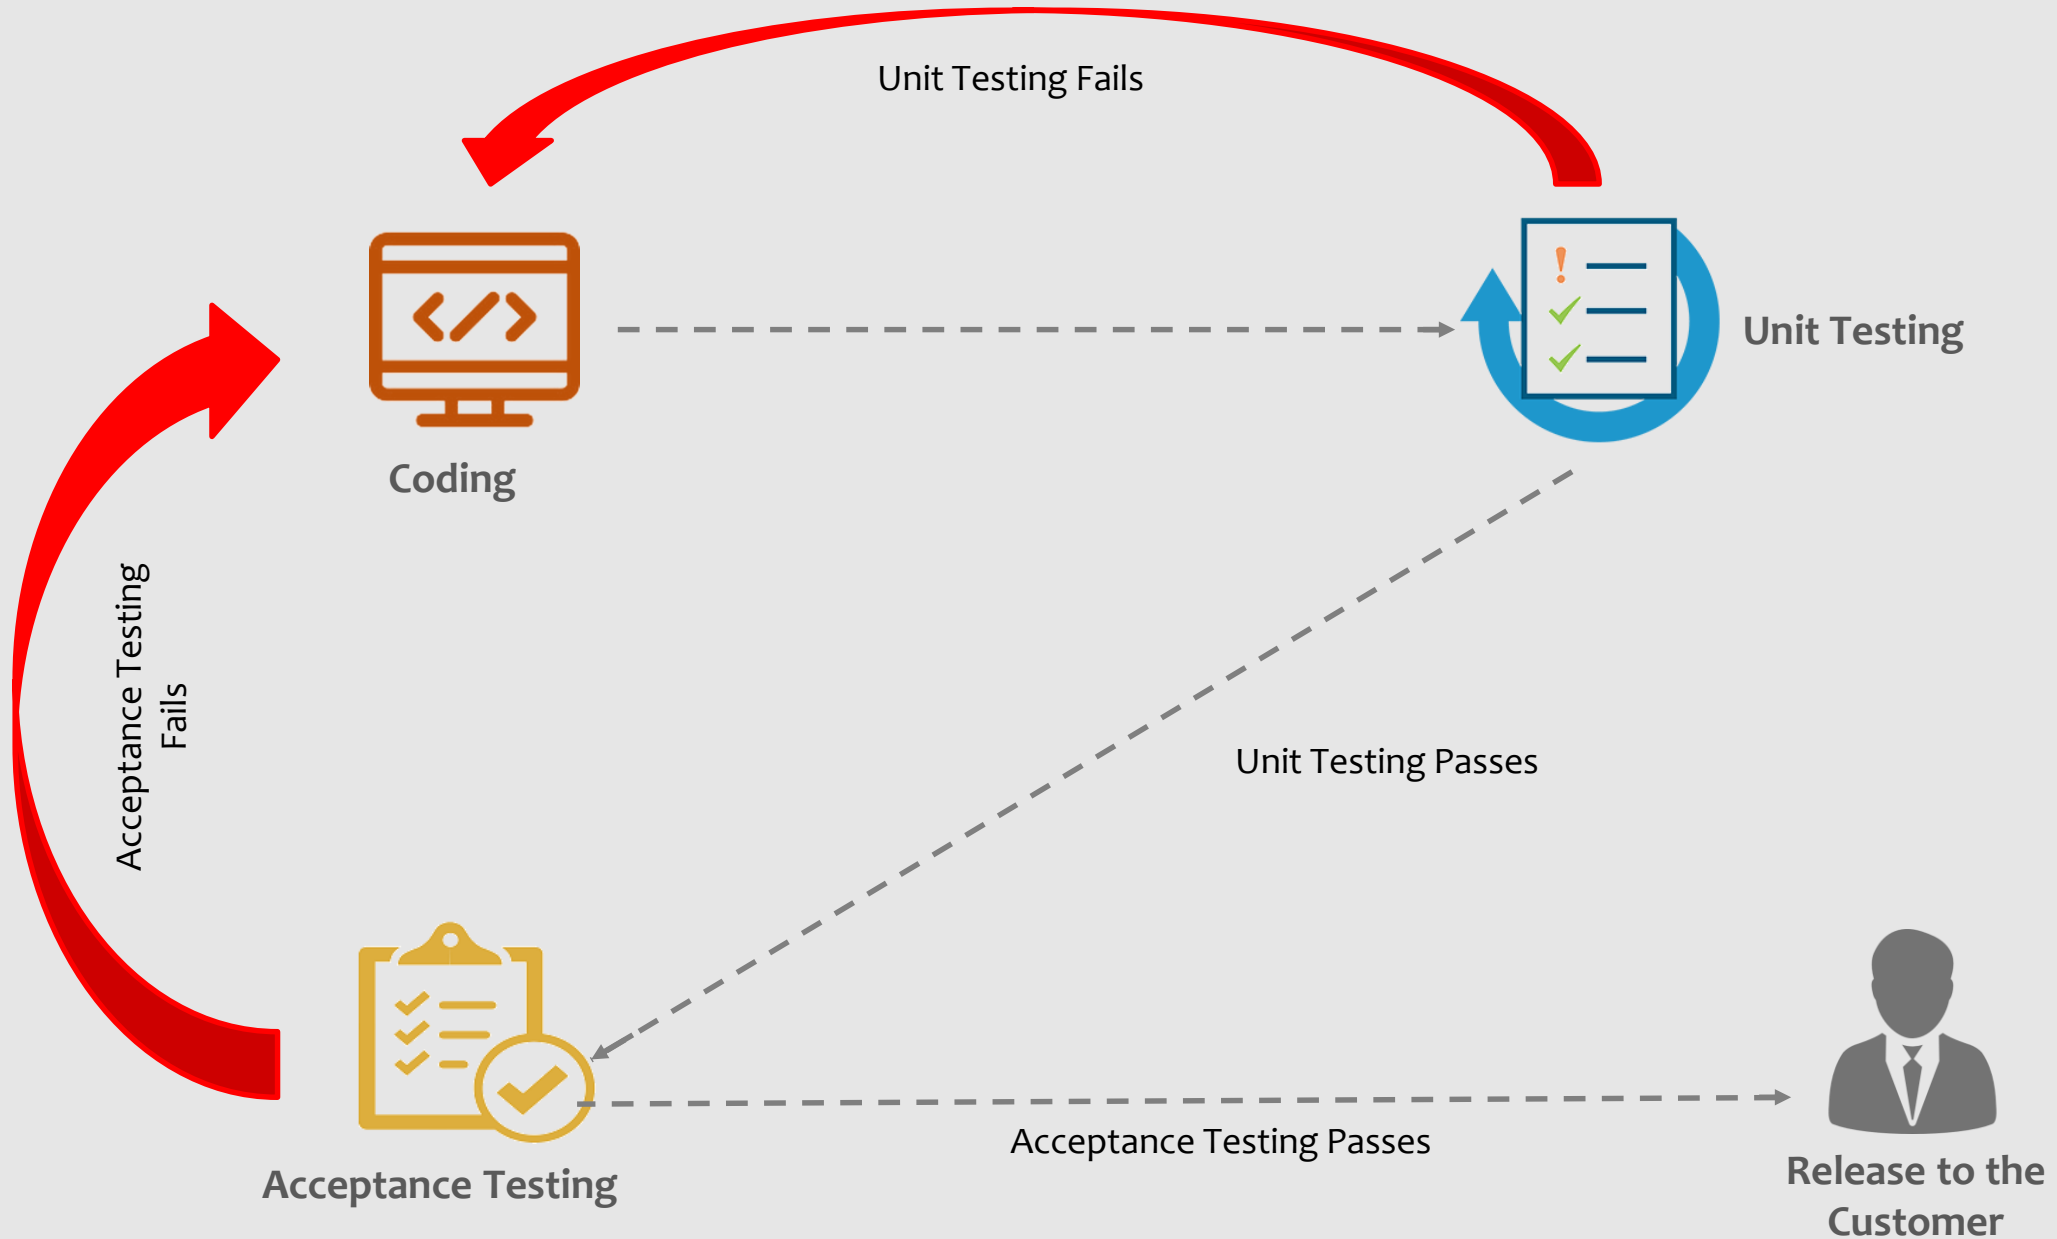 Unit Testing Fails
Unit Testing
Coding
Acceptance Testing
Fails
Unit Testing Passes
Acceptance Testing Passes
Acceptance Testing
Release to the
Customer